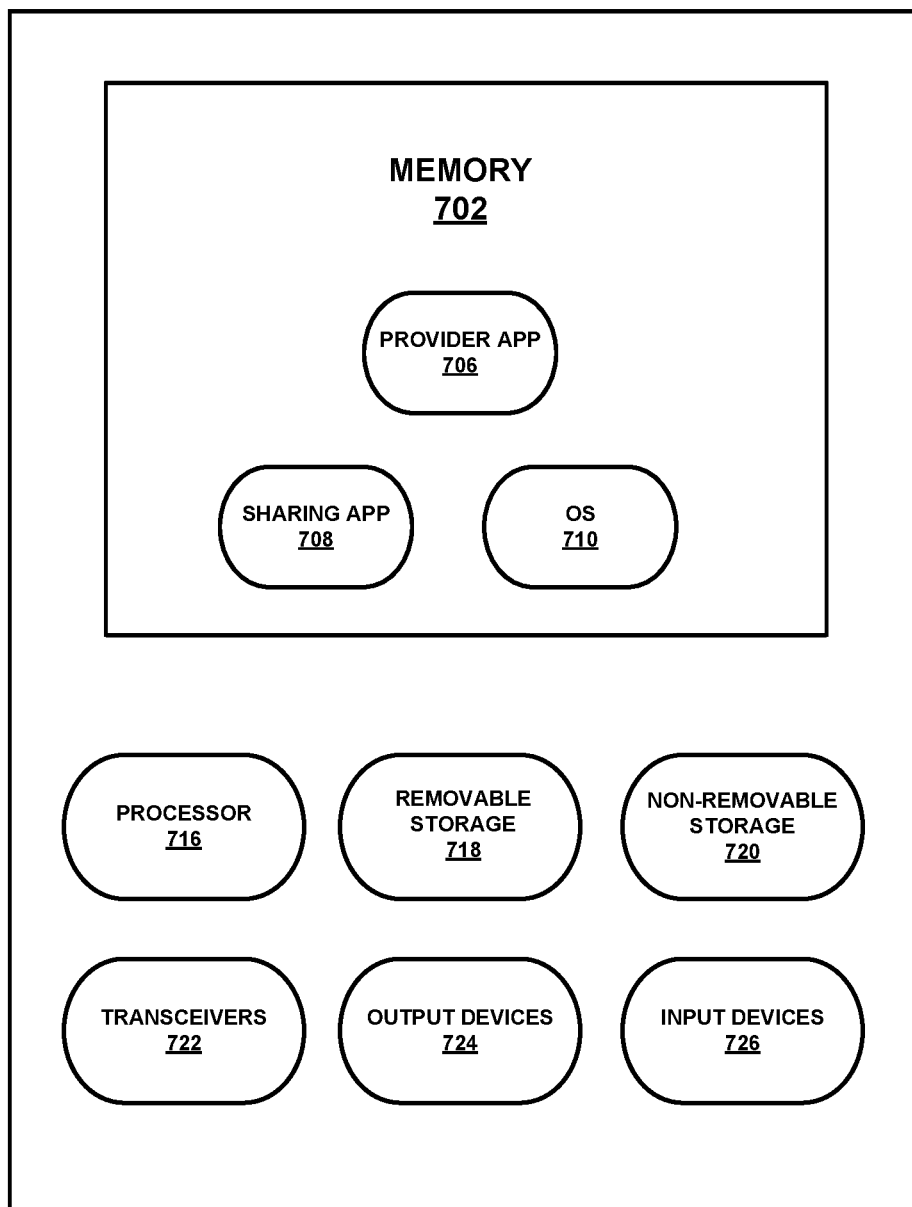 MEMORY
702
PROVIDER APP
706
SHARING APP
708
OS
710
PROCESSOR
716
REMOVABLE
STORAGE
718
NON-REMOVABLE
STORAGE
720
TRANSCEIVERS
722
OUTPUT DEVICES
724
INPUT DEVICES
726